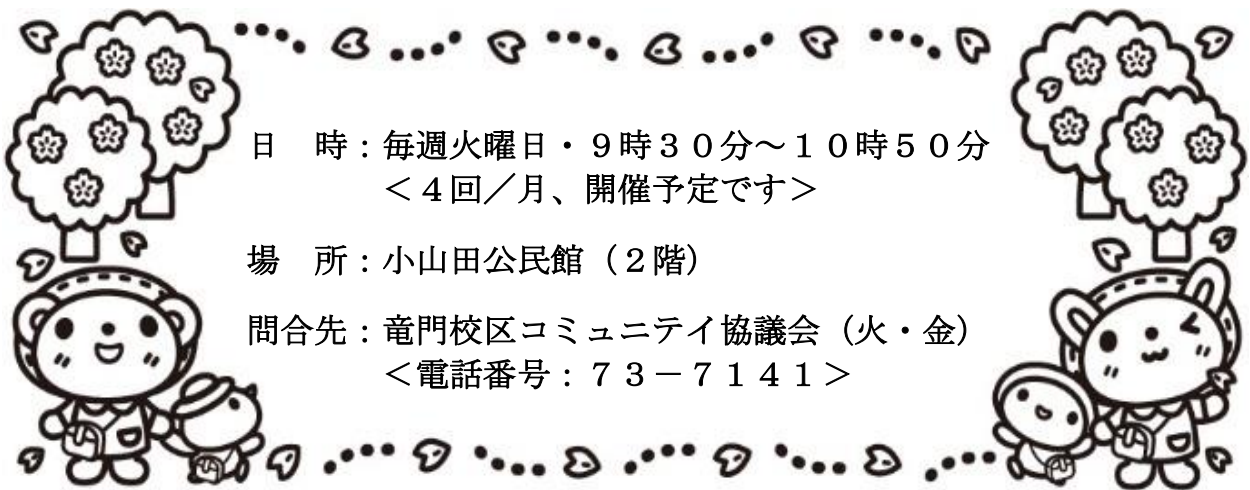 日　時：毎週火曜日・９時３０分～１０時５０分
＜４回／月、開催予定です＞
場　所：小山田公民館（２階）
問合先：竜門校区コミュニテイ協議会（火・金）
＜電話番号：７３－７１４１＞